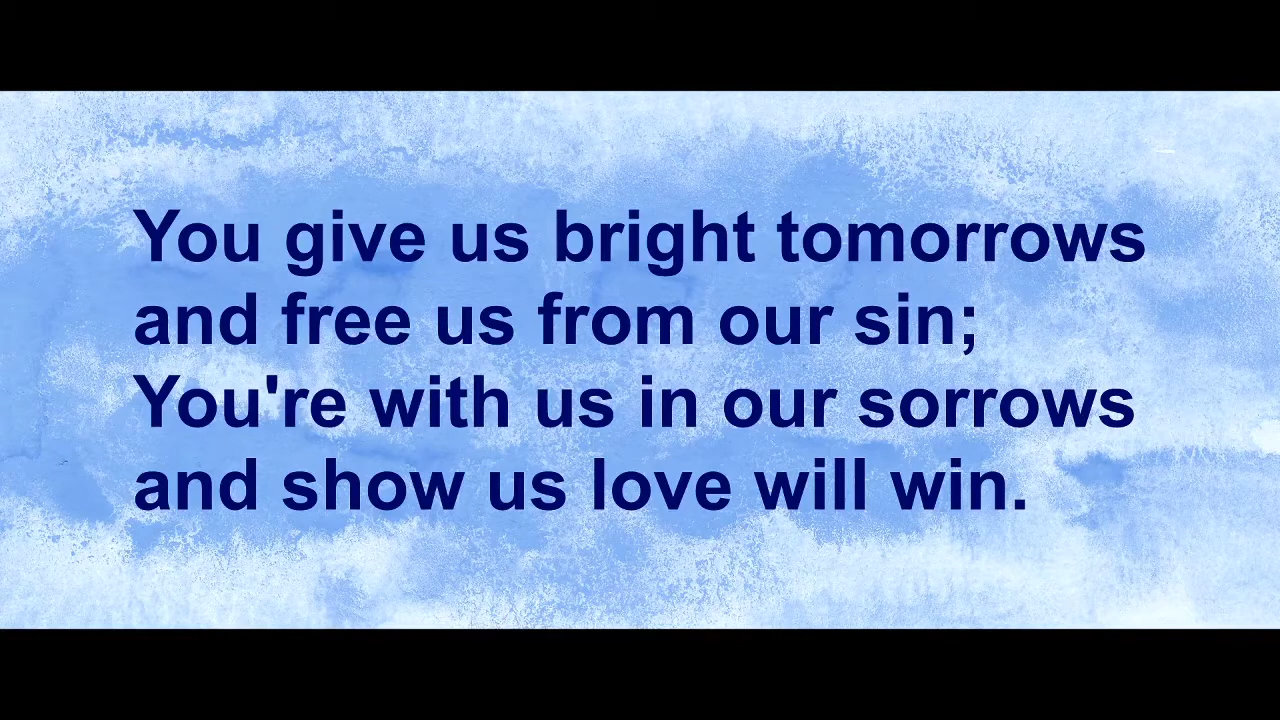 You give us bright tomorrows
and free us from our sin;
You're with us in our sorrows
and show us love will win.